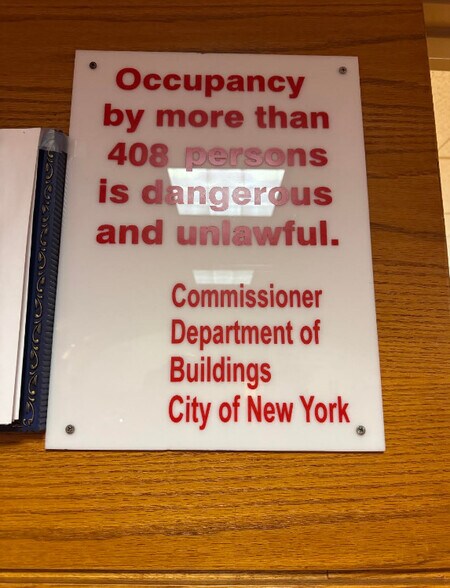 Occupancy
by more than
408 persons
is dangerous
and unlawful.
Commissioner
Department of
Buildings
City of New York